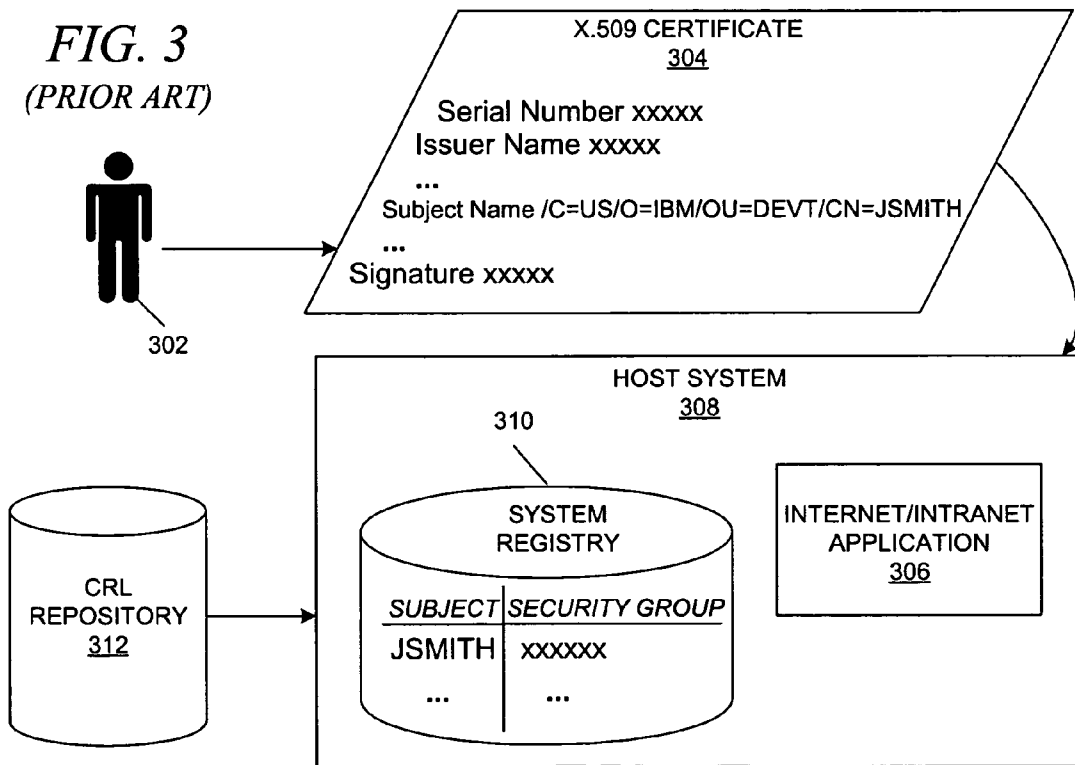 FIG. 3
(PRIOR ART)
X.509 CERTIFICATE
304
Serial Number xxxxx
Issuer Name xxxxx
...
Subject Name /C=US/O=IBM/OU=DEVT/CN=JSMITH
...
Signature xxxxx
302
HOST SYSTEM
308
310
SYSTEM
REGISTRY
SUBJECT SECURITY GROUP
JSMITH xxxxxx
... ...
INTERNET/INTRANET
APPLICATION
306
CRL
REPOSITORY
312